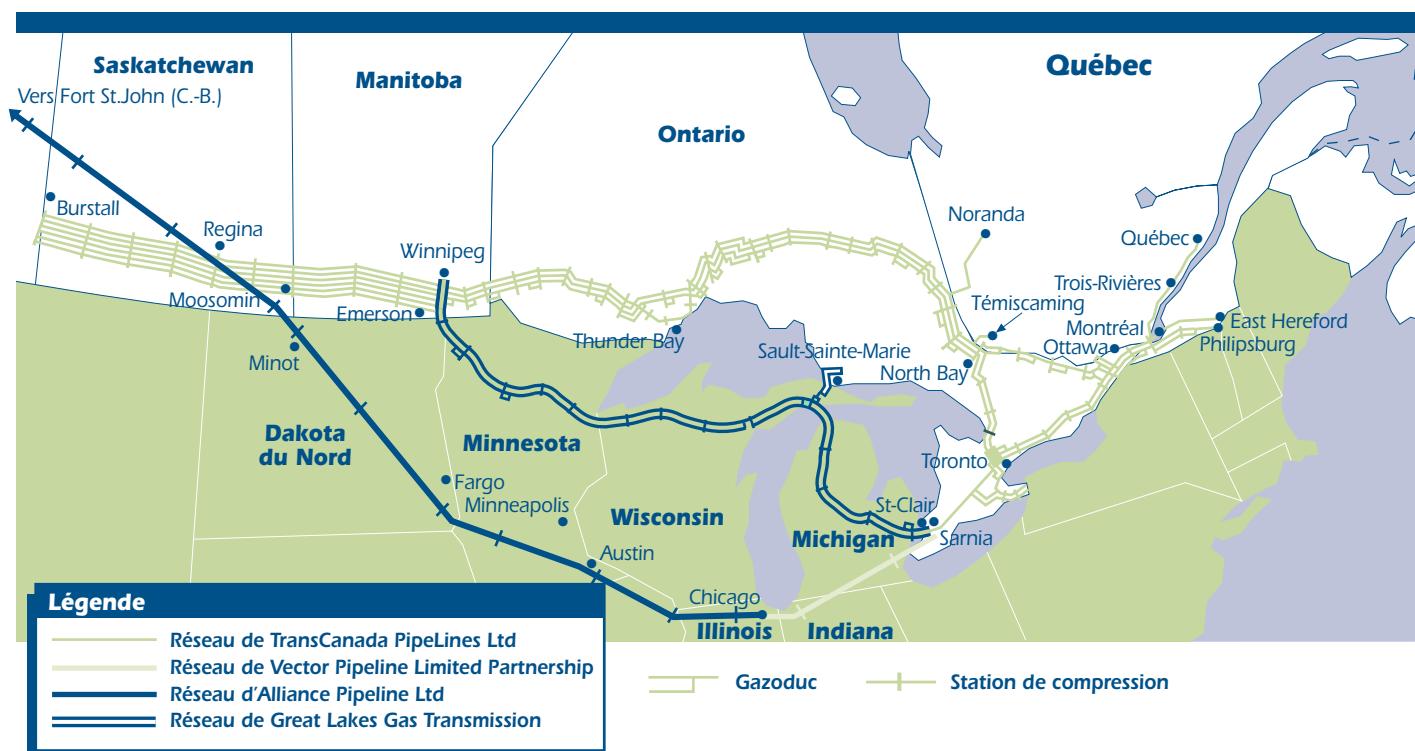 Saskatchewan
Vers Fort St.John (C.-B.)
Manitoba
Ontario
Québec
Burstall
Regina
Winnipeg
Noranda
Québec
Trois-Rivières
Témiscaming
Moosomin
Emerson
Thunder Bay
Sault-Sainte-Marie
North Bay
Montréal
Ottawa
East Hereford
Philipsburg
Minot
Dakota
du Nord
Minnesota
Fargo
Minneapolis
Wisconsin
Toronto
St-Clair
Michigan
Sarnia
Austin
Chicago
Illinois
Indiana
Légende
Réseau de TransCanada PipeLines Ltd
Réseau de Vector Pipeline Limited Partnership
Réseau d'Alliance Pipeline Ltd
Réseau de Great Lakes Gas Transmission
Gazoduc
Station de compression